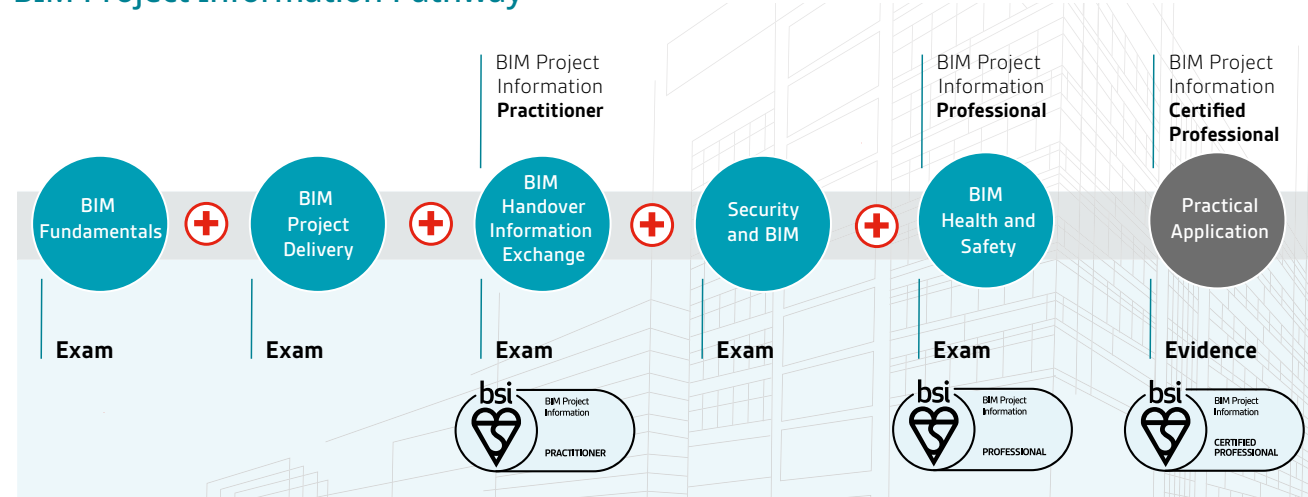 BIM Project Information Pathway
BIM Project
Information
Practitioner
BIM Project
Information
Professional
BIM Project
Information
Certified
Professional
BIM
Fundamentals
BIM
Project
Delivery
BIM
Handover
Information
Exchange
Security
and BIM
BIM
Health and
Safety
Practical
Application
Exam
Exam
Exam
Exam
Exam
Evidence
bsi
BIM Project
Information
PRACTITIONER
bsi
BIM Project
Information
PROFESSIONAL
bsi
BIM Project
Information
CERTIFIED
PROFESSIONAL